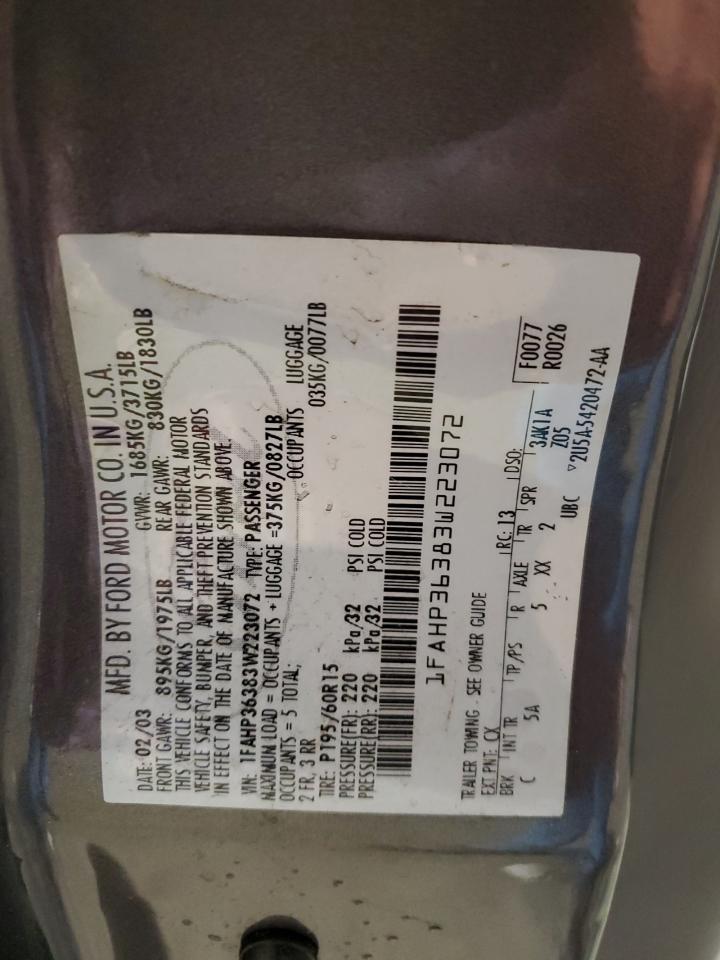 MFD. BY FORD MOTOR CO. IN U.S.A.
DATE: 02/03 GVWR: 1685KG/3715LB
FRONT GAWR: 895KG/1975LB REAR GAWR: 830KG/1830LB
THIS VEHICLE CONFORMS TO ALL APPLICABLE FEDERAL MOTOR
VEHICLE SAFETY, BUMPER, AND THEFT PREVENTION STANDARDS
IN EFFECT ON THE DATE OF MANUFACTURE SHOWN ABOVE.
VIN: 1FAHP36383W223072 TYPE: PASSENGER
MAXIMUM LOAD = OCCUPANTS + LUGGAGE = 375KG/0827LB
OCCUPANTS = 5 TOTAL; OCCUPANTS LUGGAGE
2 FR, 3 RR 035KG/0077LB
TIRE: P195/60R15
PRESSURE(FR): 220 kPa/32 PSI COLD
PRESSURE(RR): 220 kPa/32 PSI COLD
1FAHP36383W223072
TRAILER TOWING - SEE OWNER GUIDE
EXT PNT: CX RC: 13 DSO:
BRK INT TR TP/PS R AXLE TR SPR F0077
C 5A 5 XX 2 3AK1A R0026
Z05
UBC ▽2U5A-5420472-AA